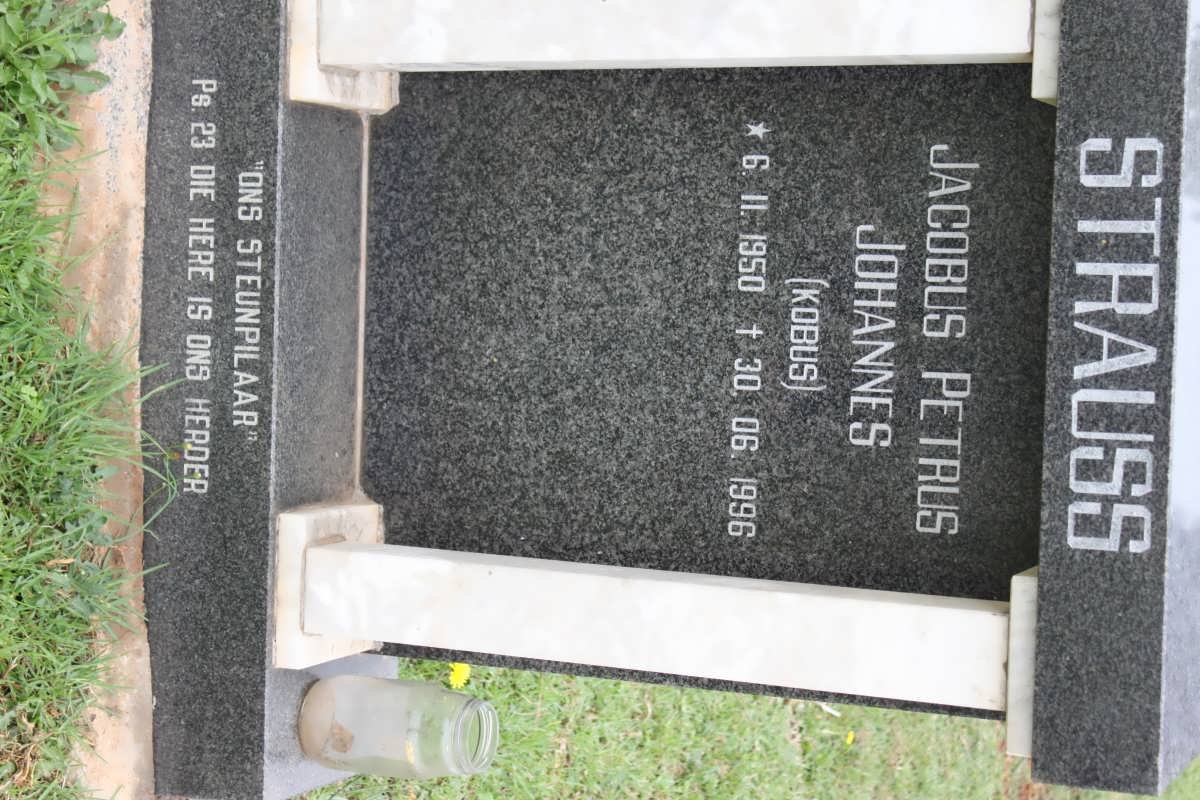 STRAUSS
JACOBUS PETRUS
JOHANNES
(KOBUS)
★ 6. 11. 1950 † 30. 06. 1996
"ONS STEUNPILAAR"
Ps. 23 DIE HERE IS ONS HERDER